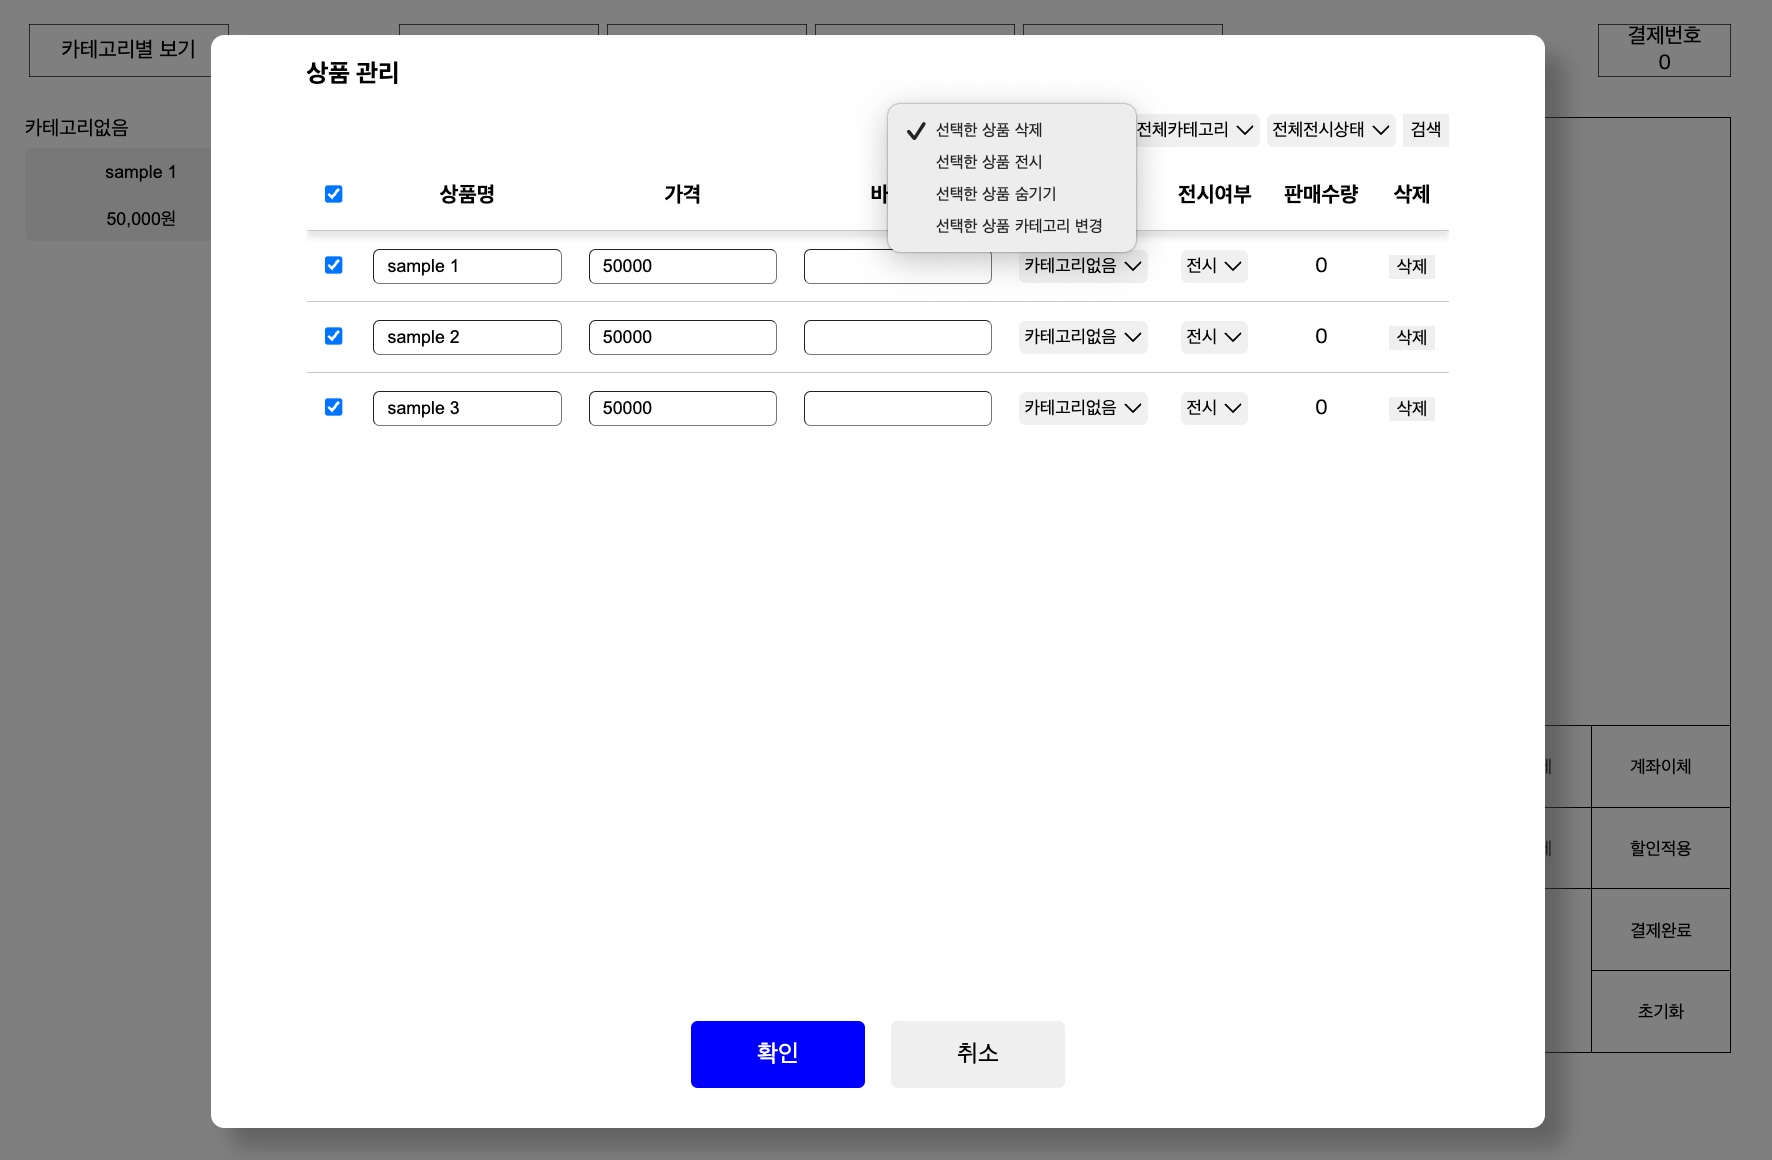 카테고리별 보기
결제번호
0
상품 관리
카테고리없음
sample 1
50,000원
선택한 상품 삭제
선택한 상품 전시
선택한 상품 숨기기
선택한 상품 카테고리 변경
전체카테고리 전체전시상태 검색
상품명 가격 바 전시여부 판매수량 삭제
sample 1 50000 카테고리없음 전시 0 삭제
sample 2 50000 카테고리없음 전시 0 삭제
sample 3 50000 카테고리없음 전시 0 삭제
계좌이체
할인적용
결제완료
초기화
확인 취소